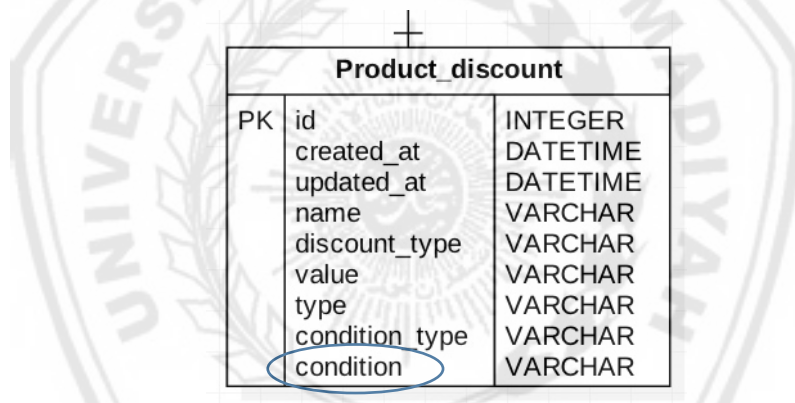 Product_discount
PK id INTEGER
created_at DATETIME
updated_at DATETIME
name VARCHAR
discount_type VARCHAR
value VARCHAR
type VARCHAR
condition_type VARCHAR
condition VARCHAR